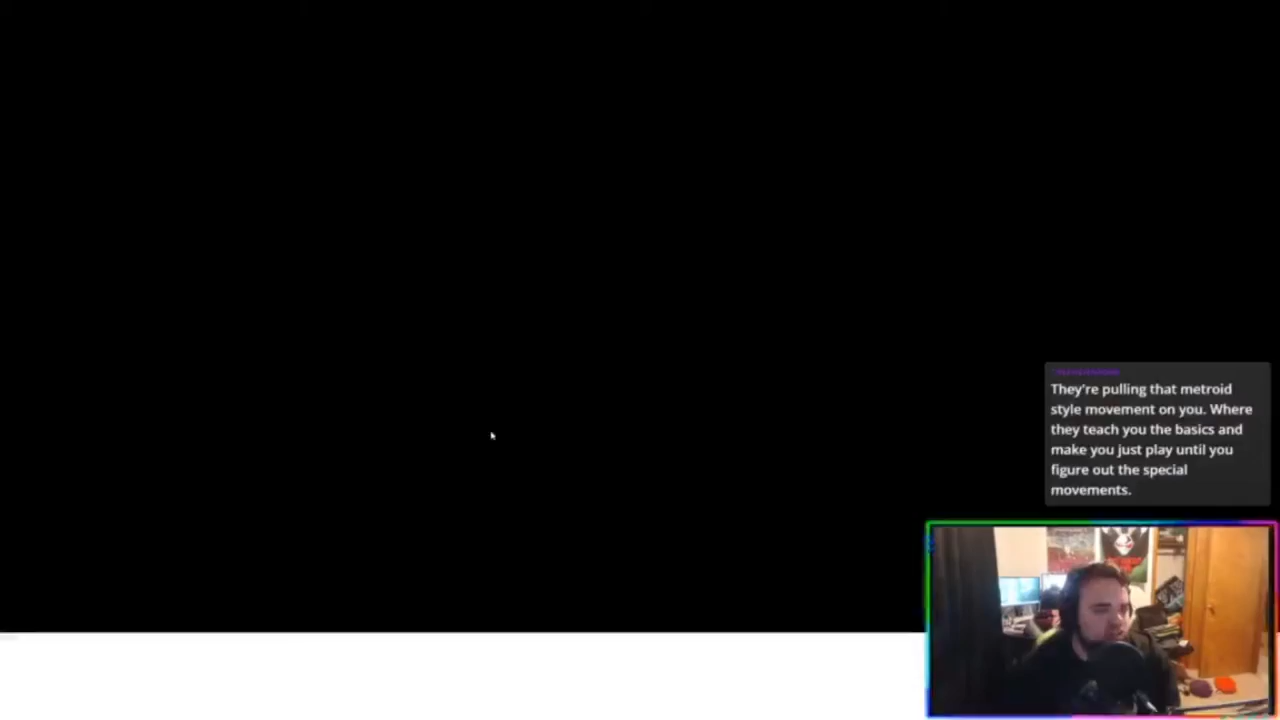 They're pulling that metroid
style movement on you. Where
they teach you the basics and
make you just play until you
figure out the special
movements.